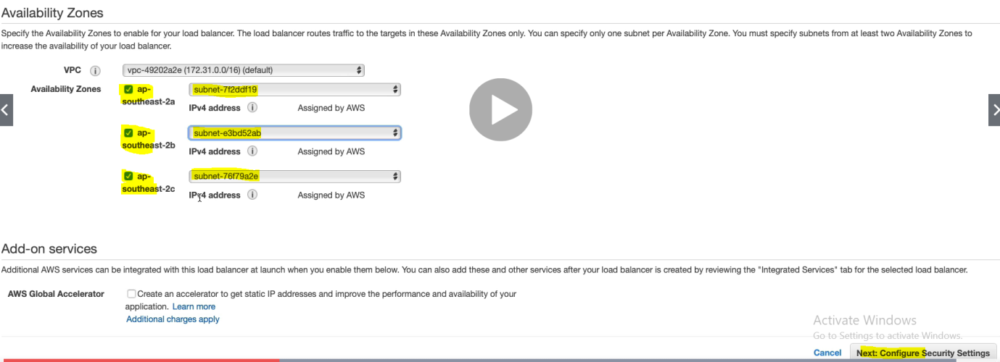 Availability Zones
Specify the Availability Zones to enable for your load balancer. The load balancer routes traffic to the targets in these Availability Zones only. You can specify only one subnet per Availability Zone. You must specify subnets from at least two Availability Zones to
increase the availability of your load balancer.
VPC i vpc-49202a2e (172.31.0.0/16) (default)
Availability Zones ap- subnet-7f2ddf19
southeast-2a
IPv4 address i Assigned by AWS
ap- subnet-e3bd52ab
southeast-2b
IPv4 address i Assigned by AWS
ap- subnet-76f79a2e
southeast-2c
IPv4 address i Assigned by AWS
Add-on services
Additional AWS services can be integrated with this load balancer at launch when you enable them below. You can also add these and other services after your load balancer is created by reviewing the "Integrated Services" tab for the selected load balancer.
AWS Global Accelerator Create an accelerator to get static IP addresses and improve the performance and availability of your
application. Learn more
Additional charges apply
Activate Windows
Go to Settings to activate Windows.
Cancel Next: Configure Security Settings